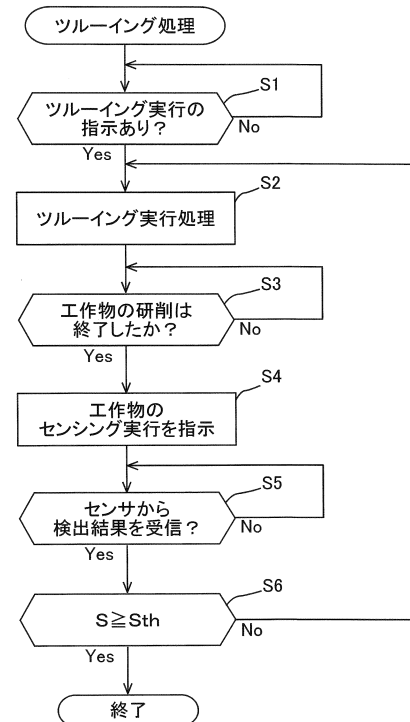 ツルーイング処理
S1
ツルーイング実行の
指示あり?
No
Yes
S2
ツルーイング実行処理
S3
工作物の研削は
終了したか?
No
Yes
S4
工作物の
センシング実行を指示
S5
センサから
検出結果を受信?
No
Yes
S6
S≧Sth
No
Yes
終了